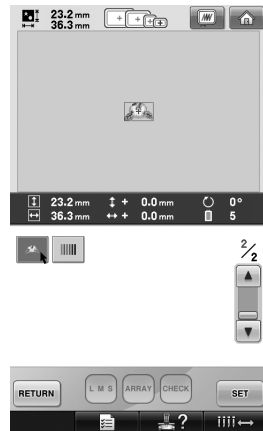 23.2 mm
36.3 mm
23.2 mm + 0.0 mm 0°
36.3 mm + 0.0 mm 5
2/2
RETURN L M S ARRAY CHECK SET
?